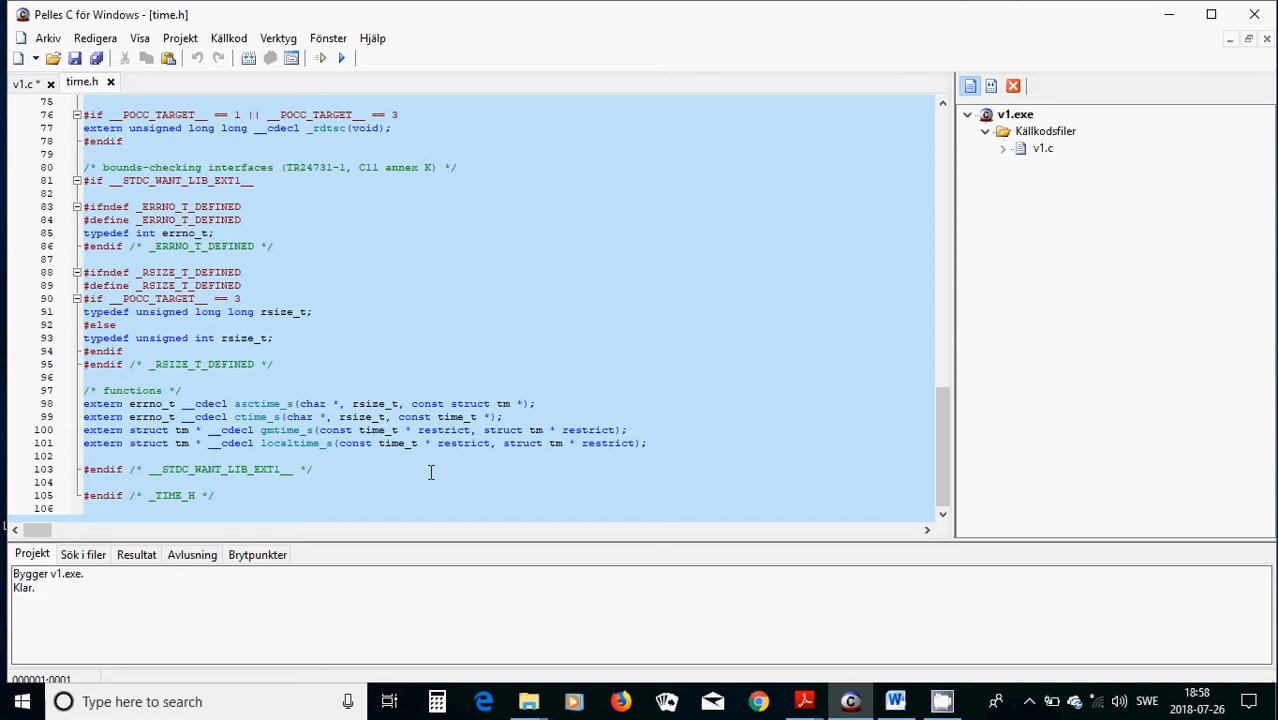 Pelles C för Windows - [time.h]
Arkiv Redigera Visa Projekt Källkod Verktyg Fönster Hjälp
v1.c * time.h
75
76 #if __POCC_TARGET__ == 1 || __POCC_TARGET__ == 3
77 extern unsigned long long __cdecl _rdtsc(void);
78 #endif
79
80 /* bounds-checking interfaces (TR24731-1, C11 annex K) */
81 #if __STDC_WANT_LIB_EXT1__
82
83 #ifndef _ERRNO_T_DEFINED
84 #define _ERRNO_T_DEFINED
85 typedef int errno_t;
86 #endif /* _ERRNO_T_DEFINED */
87
88 #ifndef _RSIZE_T_DEFINED
89 #define _RSIZE_T_DEFINED
90 #if __POCC_TARGET__ == 3
91 typedef unsigned long long rsize_t;
92 #else
93 typedef unsigned int rsize_t;
94 #endif
95 #endif /* _RSIZE_T_DEFINED */
96
97 /* functions */
98 extern errno_t __cdecl asctime_s(char *, rsize_t, const struct tm *);
99 extern errno_t __cdecl ctime_s(char *, rsize_t, const time_t *);
100 extern struct tm * __cdecl gmtime_s(const time_t * restrict, struct tm * restrict);
101 extern struct tm * __cdecl localtime_s(const time_t * restrict, struct tm * restrict);
102
103 #endif /* __STDC_WANT_LIB_EXT1__ */
104
105 #endif /* _TIME_H */
106
v1.exe
Källkodsfiler
v1.c
Projekt Sök i filer Resultat Avlusning Brytpunkter
Bygger v1.exe.
Klar.
000001:0001
Type here to search
SWE
18:58
2018-07-26